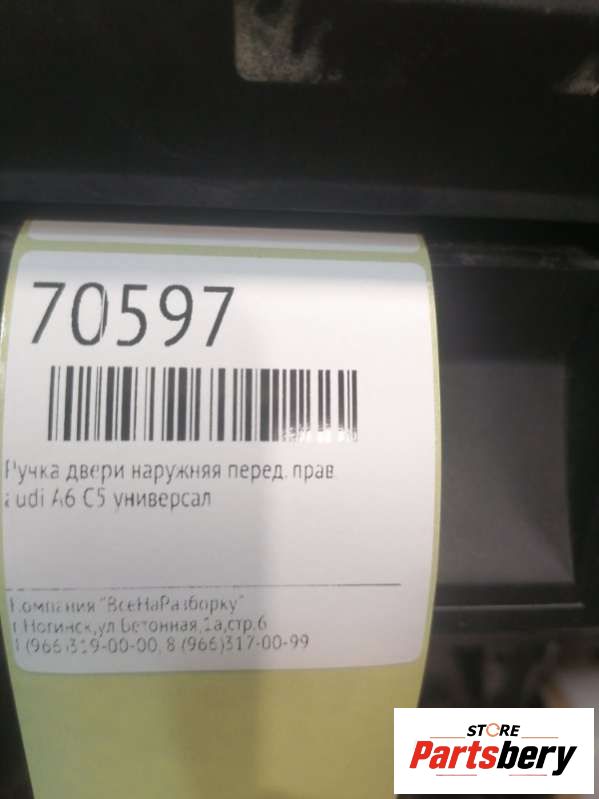 70597
Ручка двери наружняя перед. прав.
audi A6 C5 универсал
Компания "ВсеНаРазборку"
г.Ногинск,ул.Бетонная,1а,стр.6
8 (966)319-00-00, 8 (966)317-00-99
STORE
Partsbery